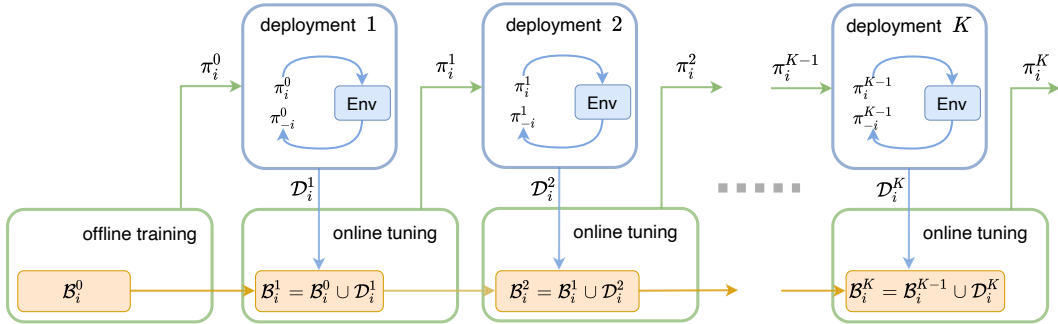 deployment 1
deployment 2
deployment K
π_i^0
π_i^1
π_i^2
π_i^{K-1}
π_i^K
π_i^0
π_{-i}^0
Env
π_i^1
π_{-i}^1
Env
π_i^{K-1}
π_{-i}^{K-1}
Env
𝒟_i^1
𝒟_i^2
𝒟_i^K
offline training
online tuning
online tuning
online tuning
ℬ_i^0
ℬ_i^1 = ℬ_i^0 ∪ 𝒟_i^1
ℬ_i^2 = ℬ_i^1 ∪ 𝒟_i^2
ℬ_i^K = ℬ_i^{K-1} ∪ 𝒟_i^K